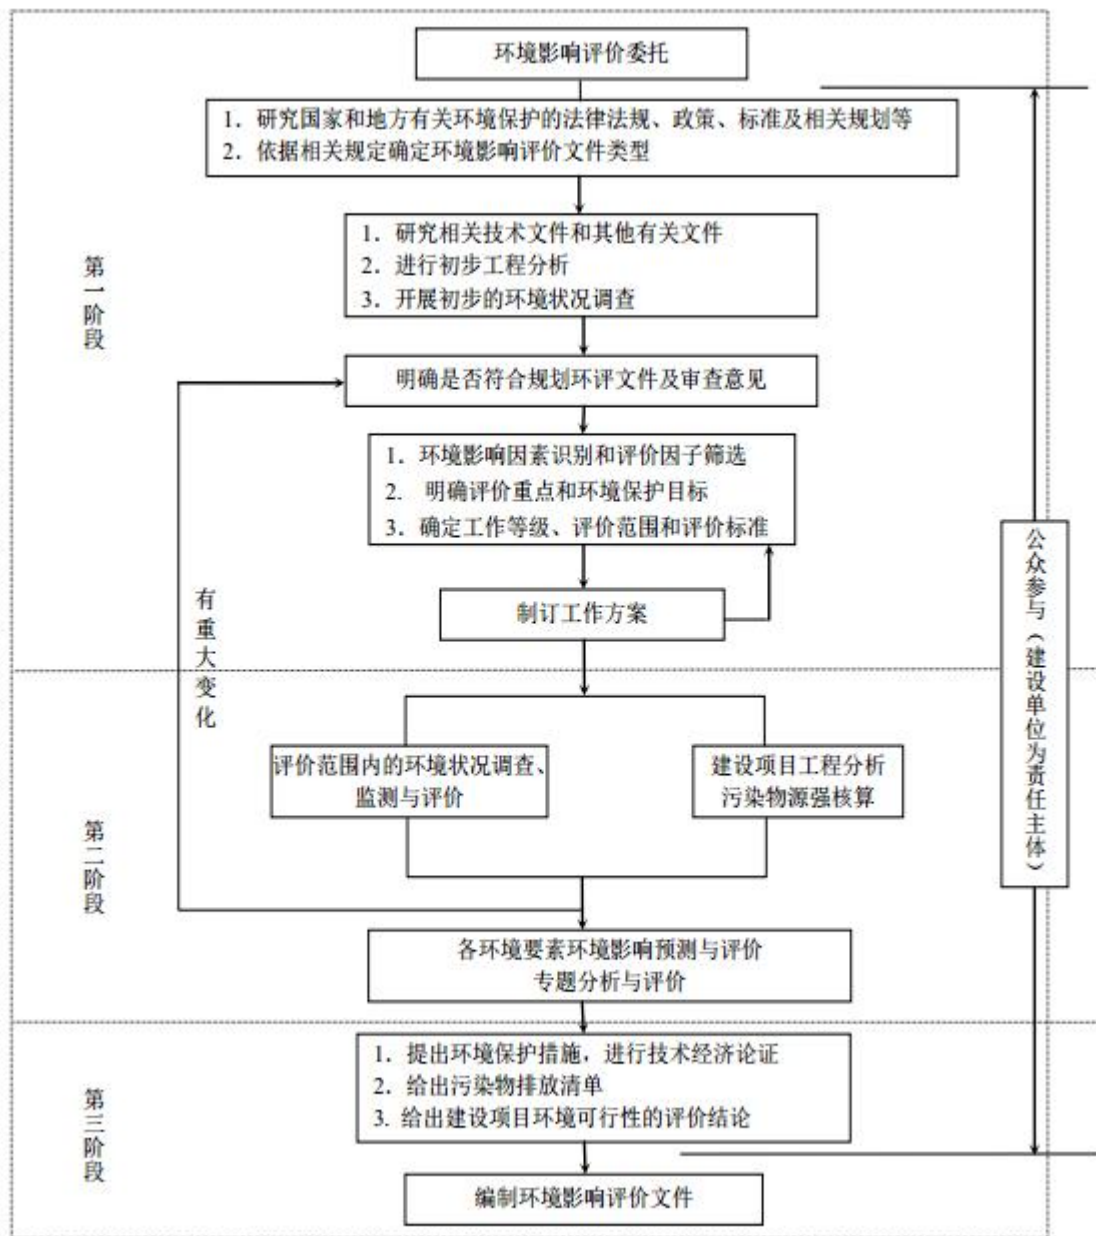 环境影响评价委托
1．研究国家和地方有关环境保护的法律法规、政策、标准及相关规划等
2．依据相关规定确定环境影响评价文件类型
1．研究相关技术文件和其他有关文件
2．进行初步工程分析
3．开展初步的环境状况调查
第一阶段
明确是否符合规划环评文件及审查意见
1．环境影响因素识别和评价因子筛选
2． 明确评价重点和环境保护目标
3．确定工作等级、评价范围和评价标准
制订工作方案
有重大变化
公众参与（建设单位为责任主体）
评价范围内的环境状况调查、
监测与评价
建设项目工程分析
污染物源强核算
第二阶段
各环境要素环境影响预测与评价
专题分析与评价
第三阶段
1．提出环境保护措施，进行技术经济论证
2．给出污染物排放清单
3. 给出建设项目环境可行性的评价结论
编制环境影响评价文件